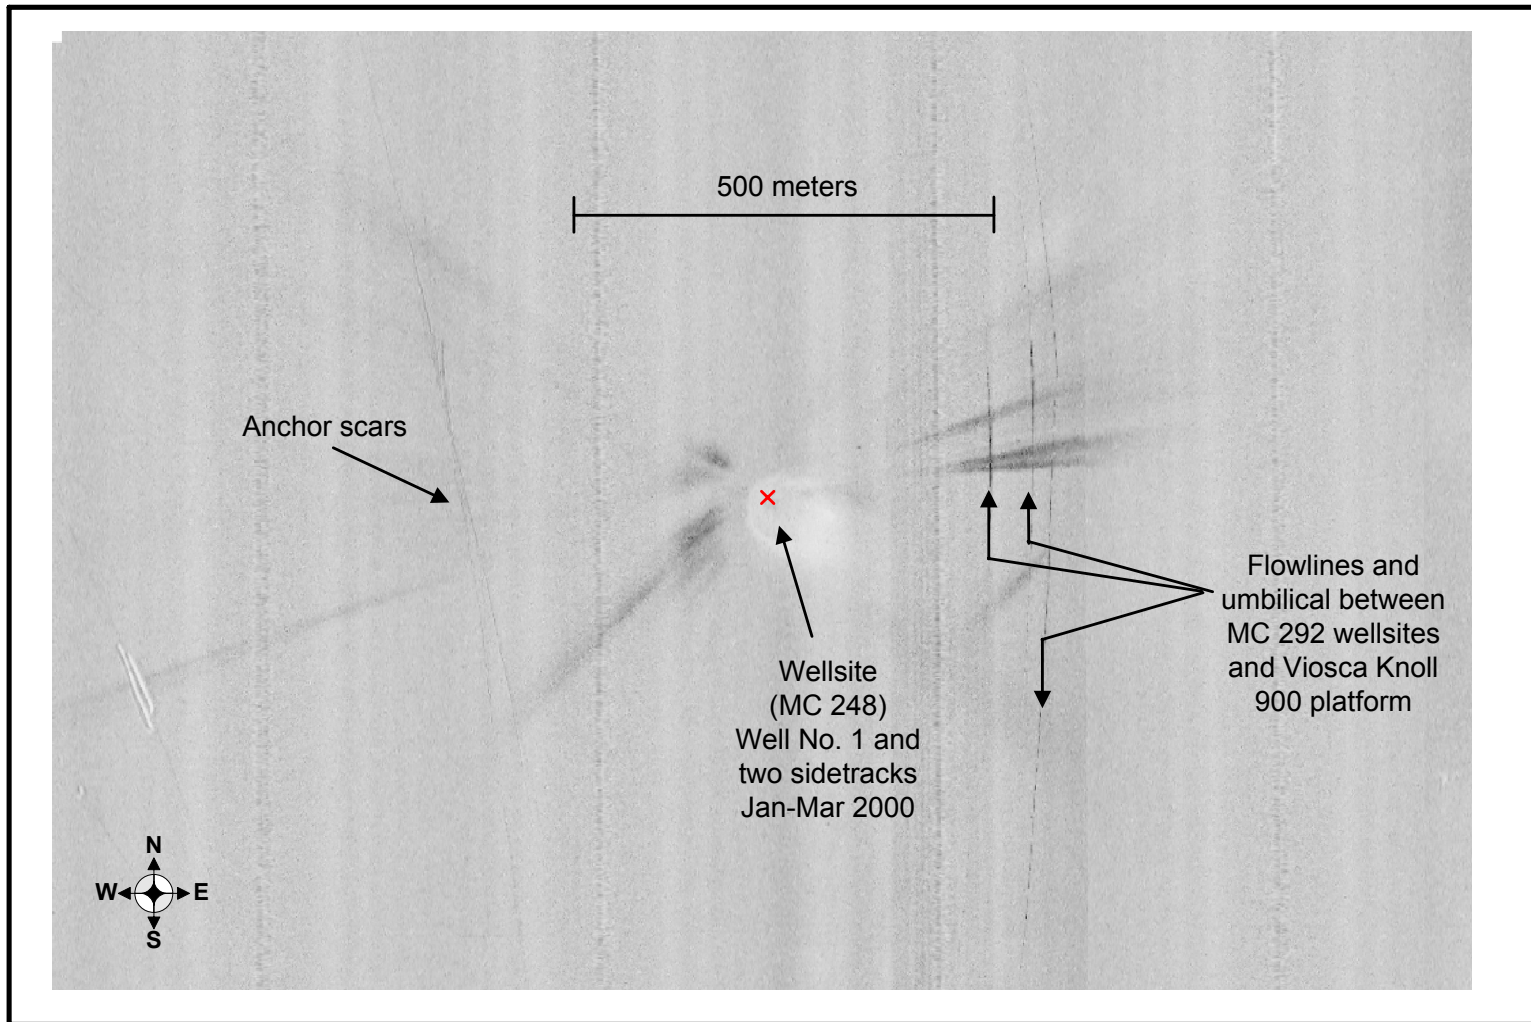 500 meters
Anchor scars
Flowlines and
umbilical between
MC 292 wellsites
and Viosca Knoll
900 platform
Wellsite
(MC 248)
Well No. 1 and
two sidetracks
Jan-Mar 2000
N
W E
S